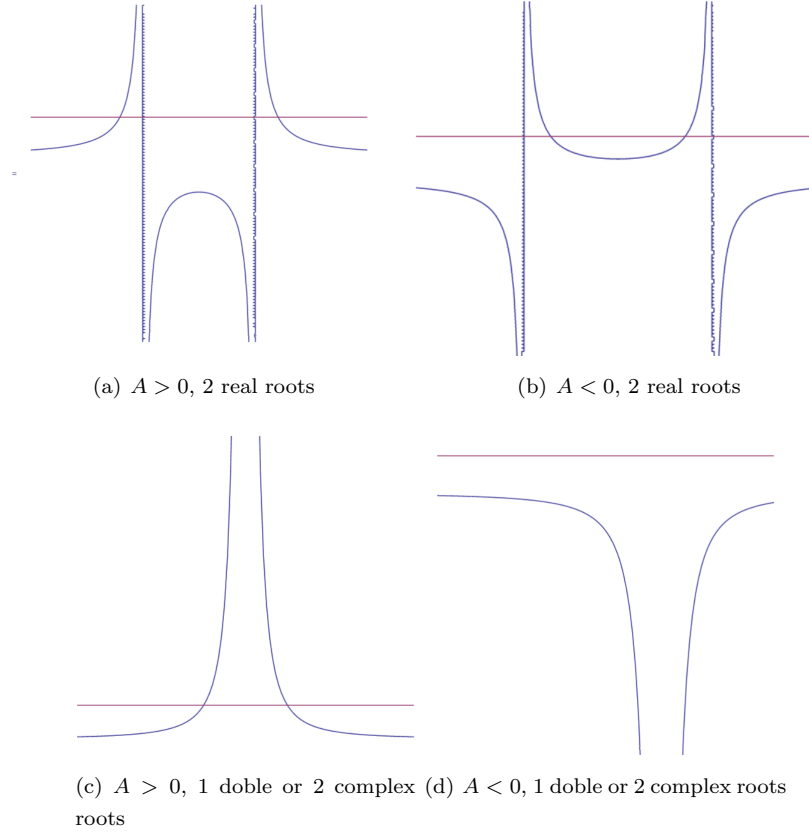 =
(a) A > 0, 2 real roots
(b) A < 0, 2 real roots
(c) A > 0, 1 doble or 2 complex
roots
(d) A < 0, 1 doble or 2 complex roots